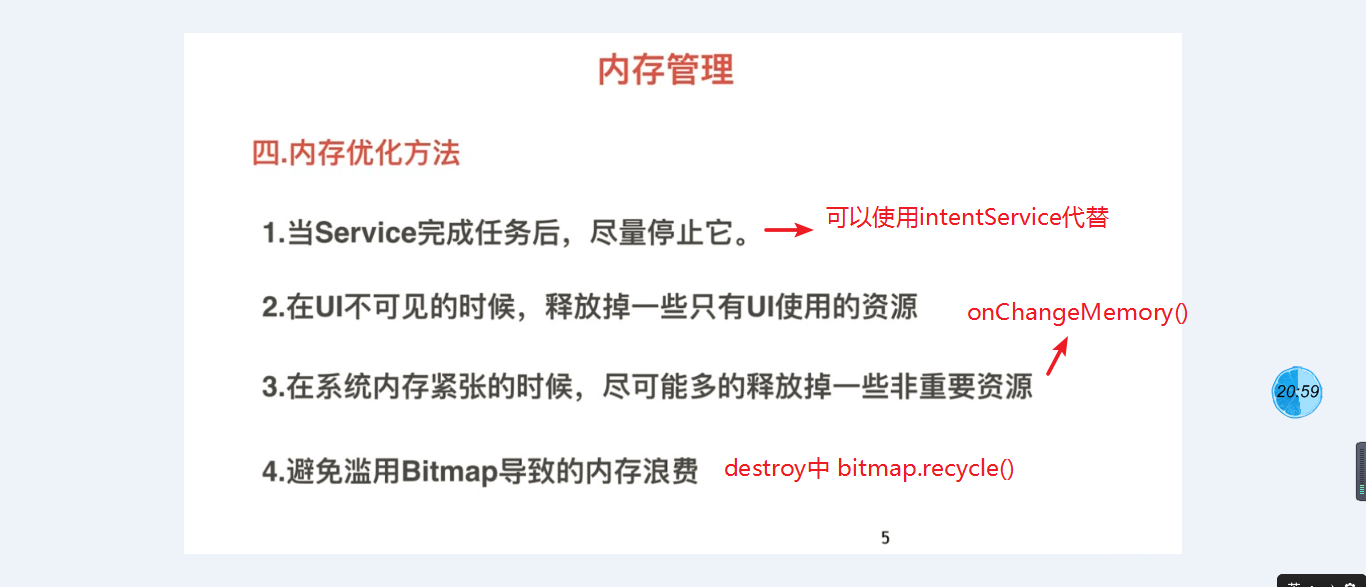 内存管理
四.内存优化方法
1.当Service完成任务后，尽量停止它。
可以使用intentService代替
2.在UI不可见的时候，释放掉一些只有UI使用的资源
onChangeMemory()
3.在系统内存紧张的时候，尽可能多的释放掉一些非重要资源
4.避免滥用Bitmap导致的内存浪费
destroy中 bitmap.recycle()
5
20:59